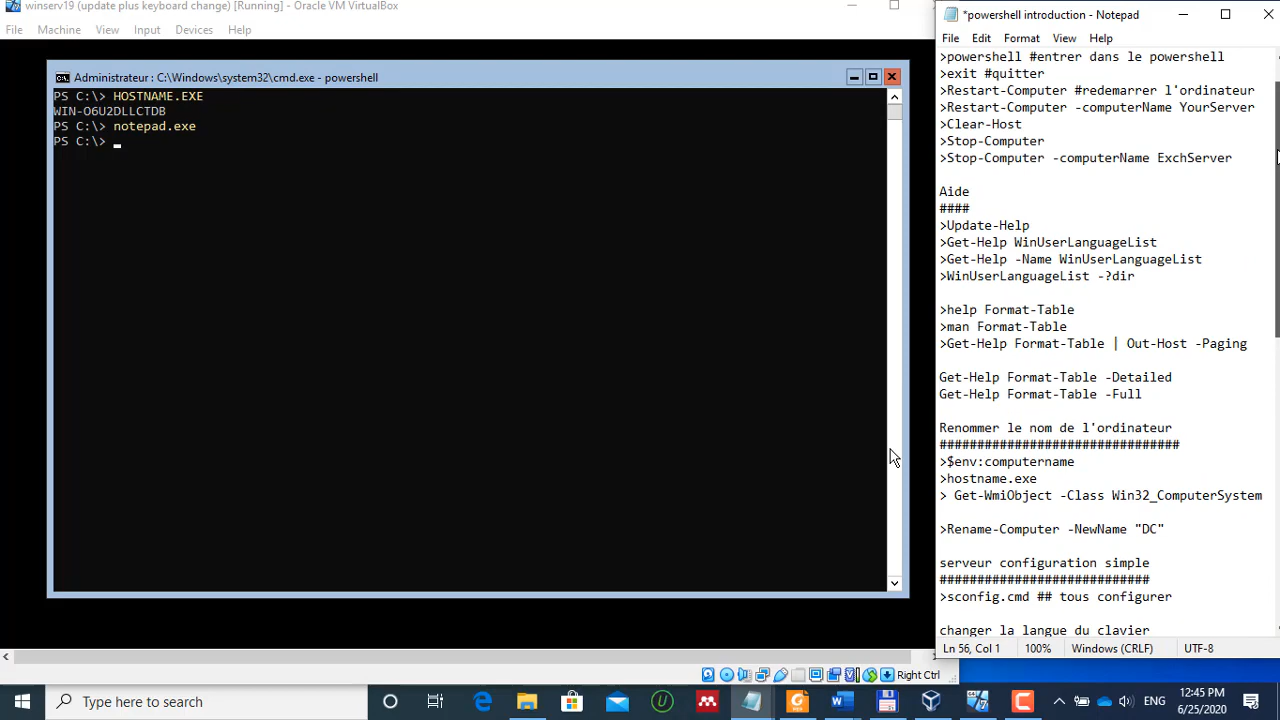 winserv19 (update plus keyboard change) [Running] - Oracle VM VirtualBox
File Machine View Input Devices Help
Administrateur : C:\Windows\system32\cmd.exe - powershell
PS C:\> HOSTNAME.EXE
WIN-O6U2DLLCTDB
PS C:\> notepad.exe
PS C:\>
Right Ctrl
*powershell introduction - Notepad
File Edit Format View Help
>powershell #entrer dans le powershell
>exit #quitter
>Restart-Computer #redemarrer l'ordinateur
>Restart-Computer -computerName YourServer
>Clear-Host
>Stop-Computer
>Stop-Computer -computerName ExchServer
Aide
####
>Update-Help
>Get-Help WinUserLanguageList
>Get-Help -Name WinUserLanguageList
>WinUserLanguageList -?dir
>help Format-Table
>man Format-Table
>Get-Help Format-Table | Out-Host -Paging
Get-Help Format-Table -Detailed
Get-Help Format-Table -Full
Renommer le nom de l'ordinateur
################################
>$env:computername
>hostname.exe
> Get-WmiObject -Class Win32_ComputerSystem
>Rename-Computer -NewName "DC"
serveur configuration simple
############################
>sconfig.cmd ## tous configurer
changer la langue du clavier
Ln 56, Col 1 100% Windows (CRLF) UTF-8
Type here to search
ENG
12:45 PM
6/25/2020